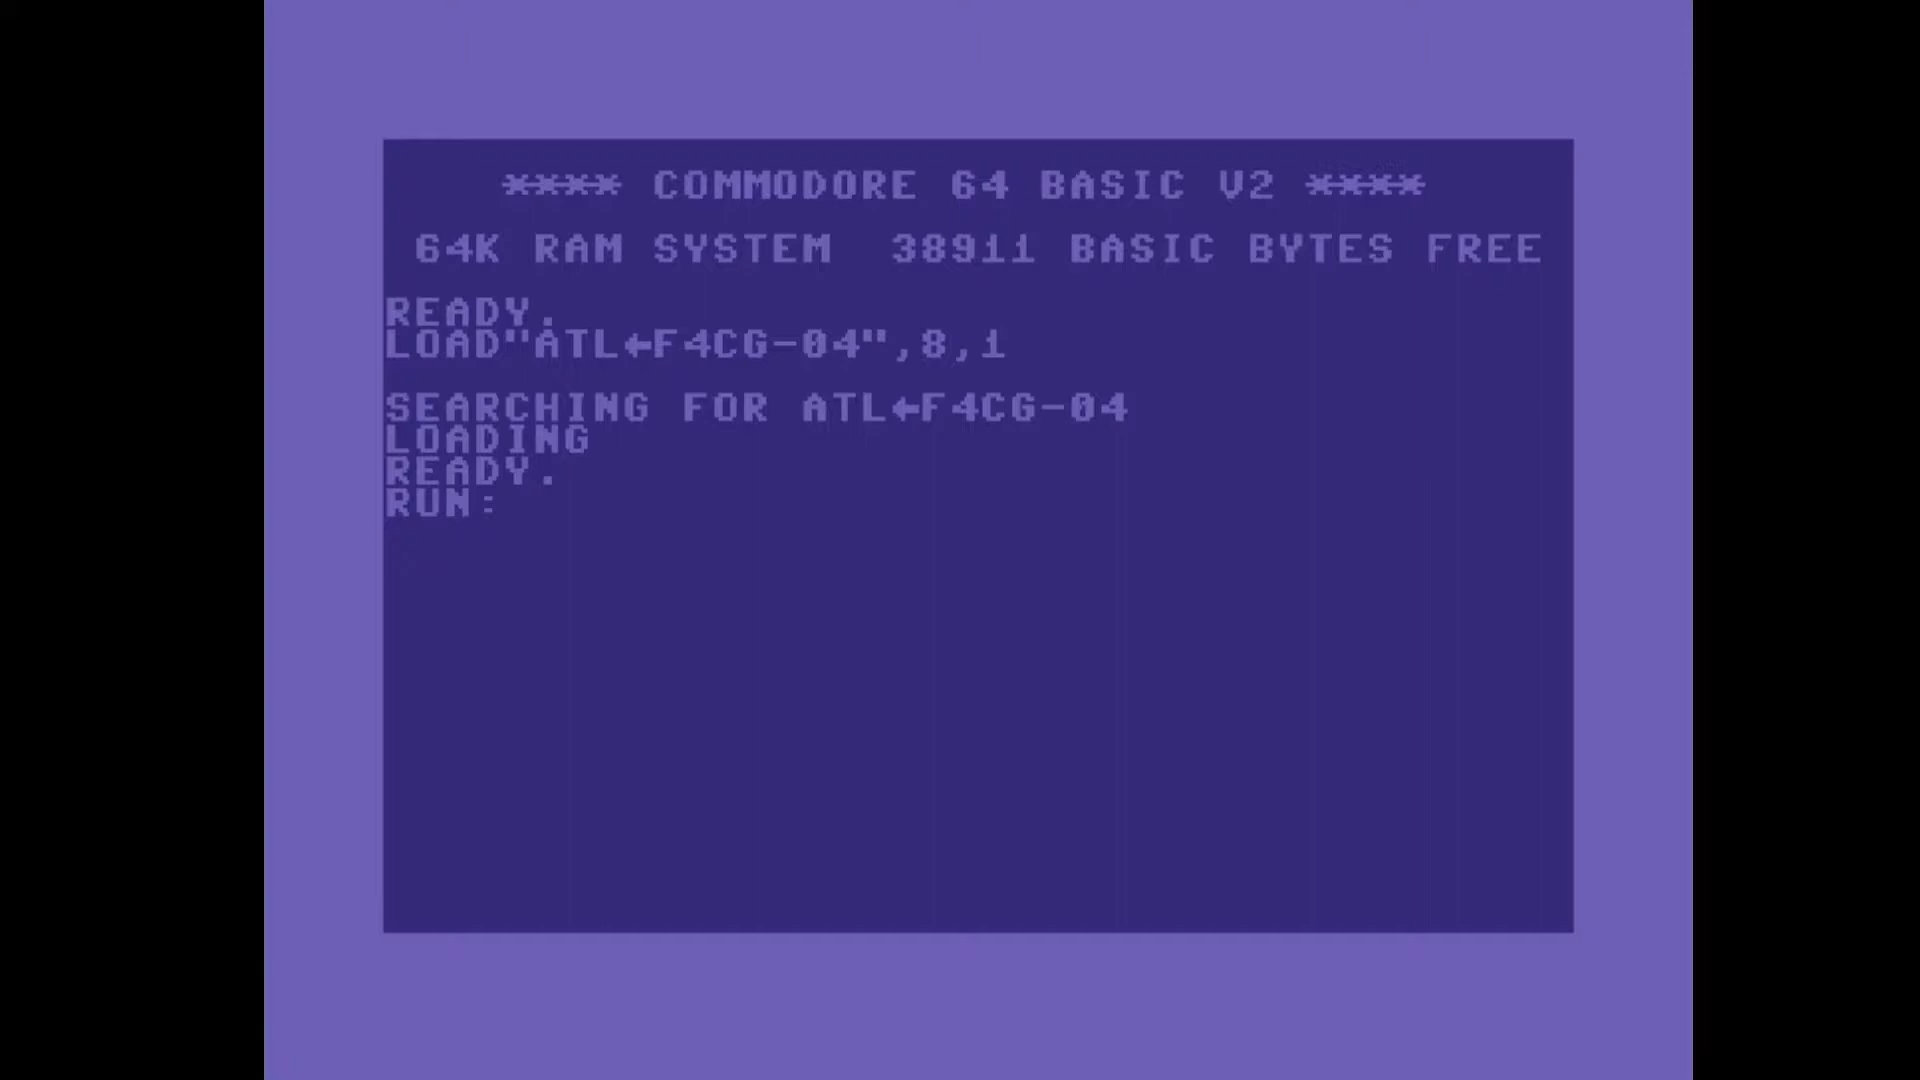 **** COMMODORE 64 BASIC V2 ****
64K RAM SYSTEM  38911 BASIC BYTES FREE
READY.
LOAD"ATL←F4CG-04",8,1
SEARCHING FOR ATL←F4CG-04
LOADING
READY.
RUN: